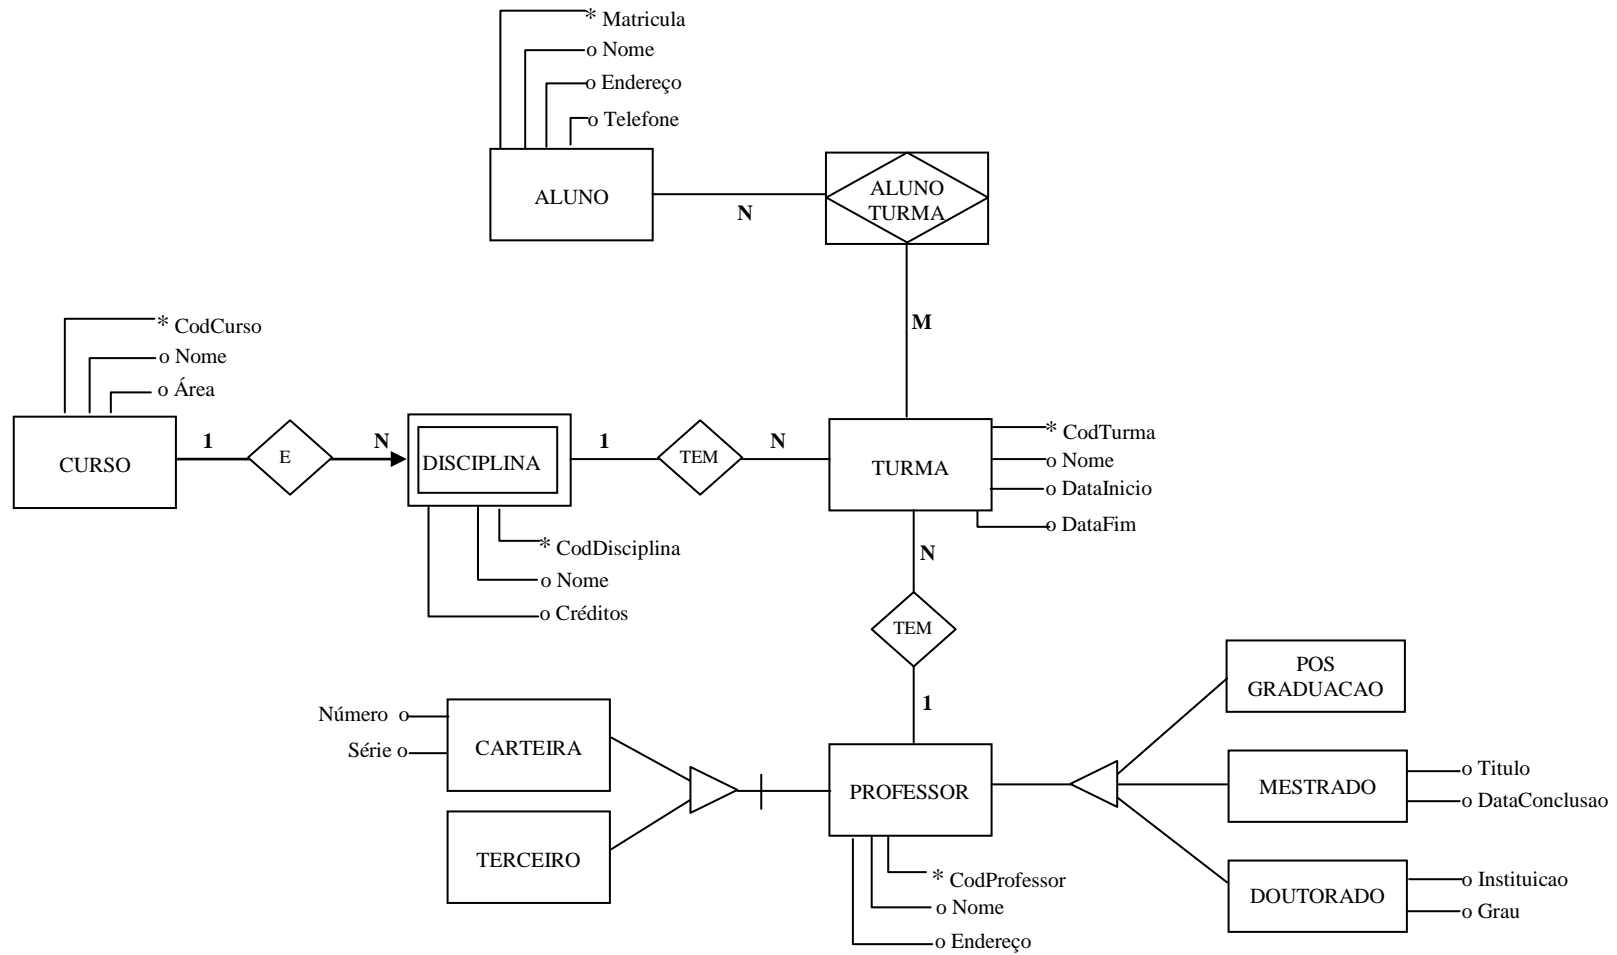 * Matricula
o Nome
o Endereço
o Telefone
ALUNO
N
ALUNO
TURMA
M
* CodCurso
o Nome
o Área
CURSO
1
E
N
DISCIPLINA
1
TEM
N
TURMA
* CodTurma
o Nome
o DataInicio
o DataFim
* CodDisciplina
o Nome
o Créditos
N
TEM
1
POS
GRADUACAO
Número o
Série o
CARTEIRA
PROFESSOR
MESTRADO
o Titulo
o DataConclusao
TERCEIRO
* CodProfessor
o Nome
o Endereço
DOUTORADO
o Instituicao
o Grau